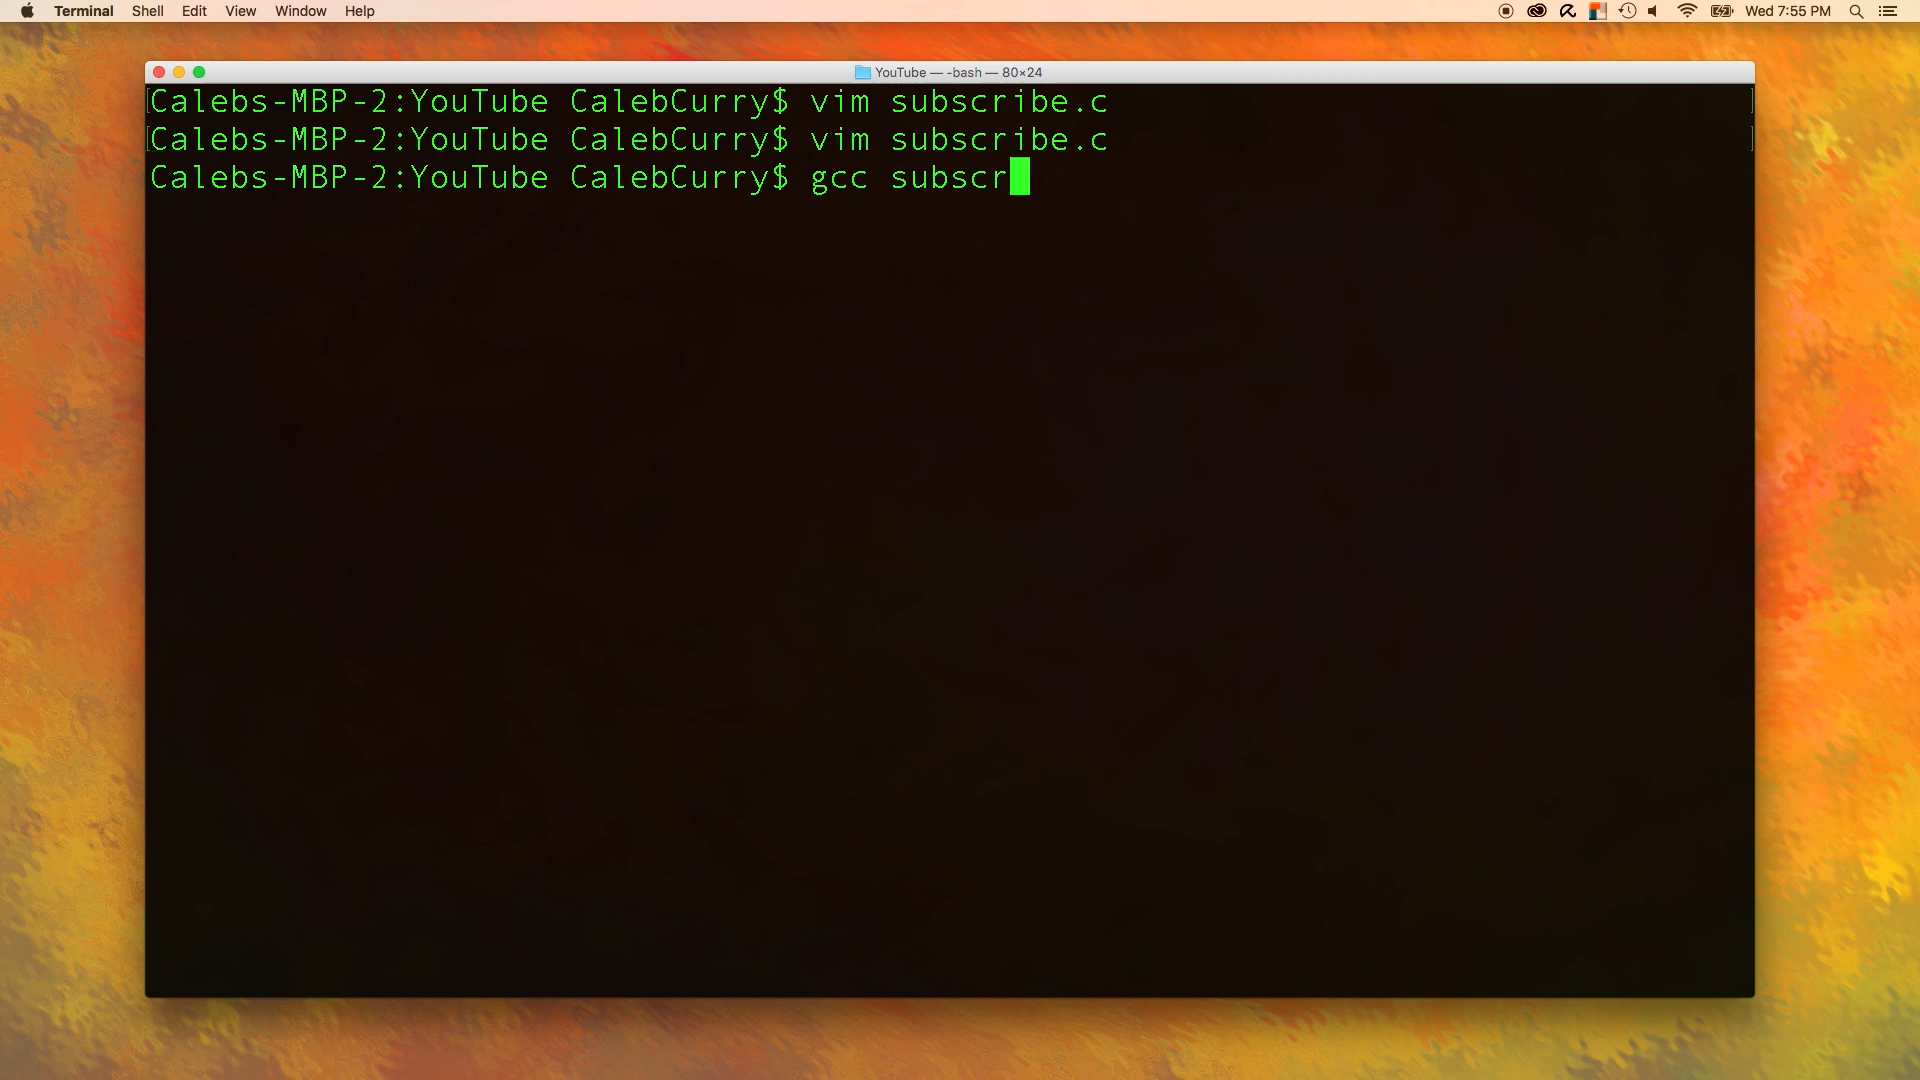 Terminal Shell Edit View Window Help Wed 7:55 PM
YouTube — -bash — 80×24
Calebs-MBP-2:YouTube CalebCurry$ vim subscribe.c
Calebs-MBP-2:YouTube CalebCurry$ vim subscribe.c
Calebs-MBP-2:YouTube CalebCurry$ gcc subscr